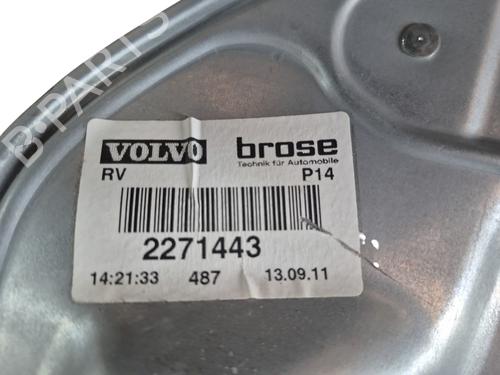 B-PARTS
VOLVO brose
Technik für Automobile
RV P14
2271443
14:21:33 487 13.09.11